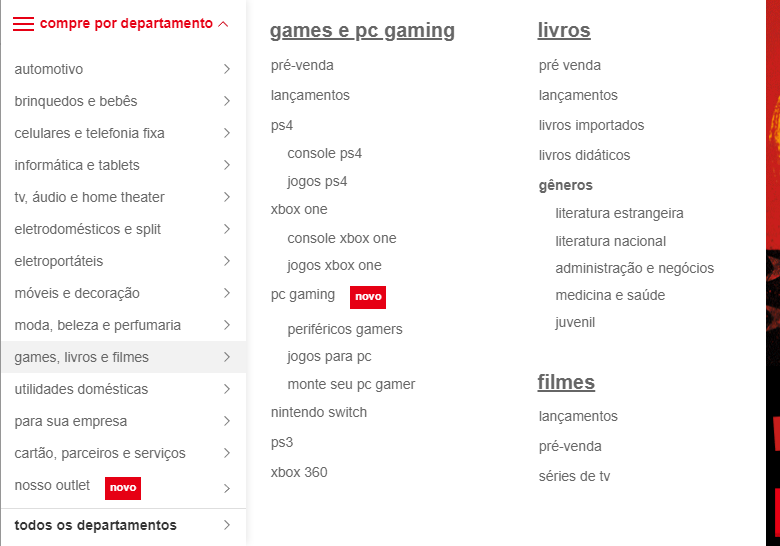 compre por departamento
automotivo
brinquedos e bebês
celulares e telefonia fixa
informática e tablets
tv, áudio e home theater
eletrodomésticos e split
eletroportáteis
móveis e decoração
moda, beleza e perfumaria
games, livros e filmes
utilidades domésticas
para sua empresa
cartão, parceiros e serviços
nosso outlet novo
todos os departamentos
games e pc gaming
pré-venda
lançamentos
ps4
console ps4
jogos ps4
xbox one
console xbox one
jogos xbox one
pc gaming novo
periféricos gamers
jogos para pc
monte seu pc gamer
nintendo switch
ps3
xbox 360
livros
pré venda
lançamentos
livros importados
livros didáticos
gêneros
literatura estrangeira
literatura nacional
administração e negócios
medicina e saúde
juvenil
filmes
lançamentos
pré-venda
séries de tv